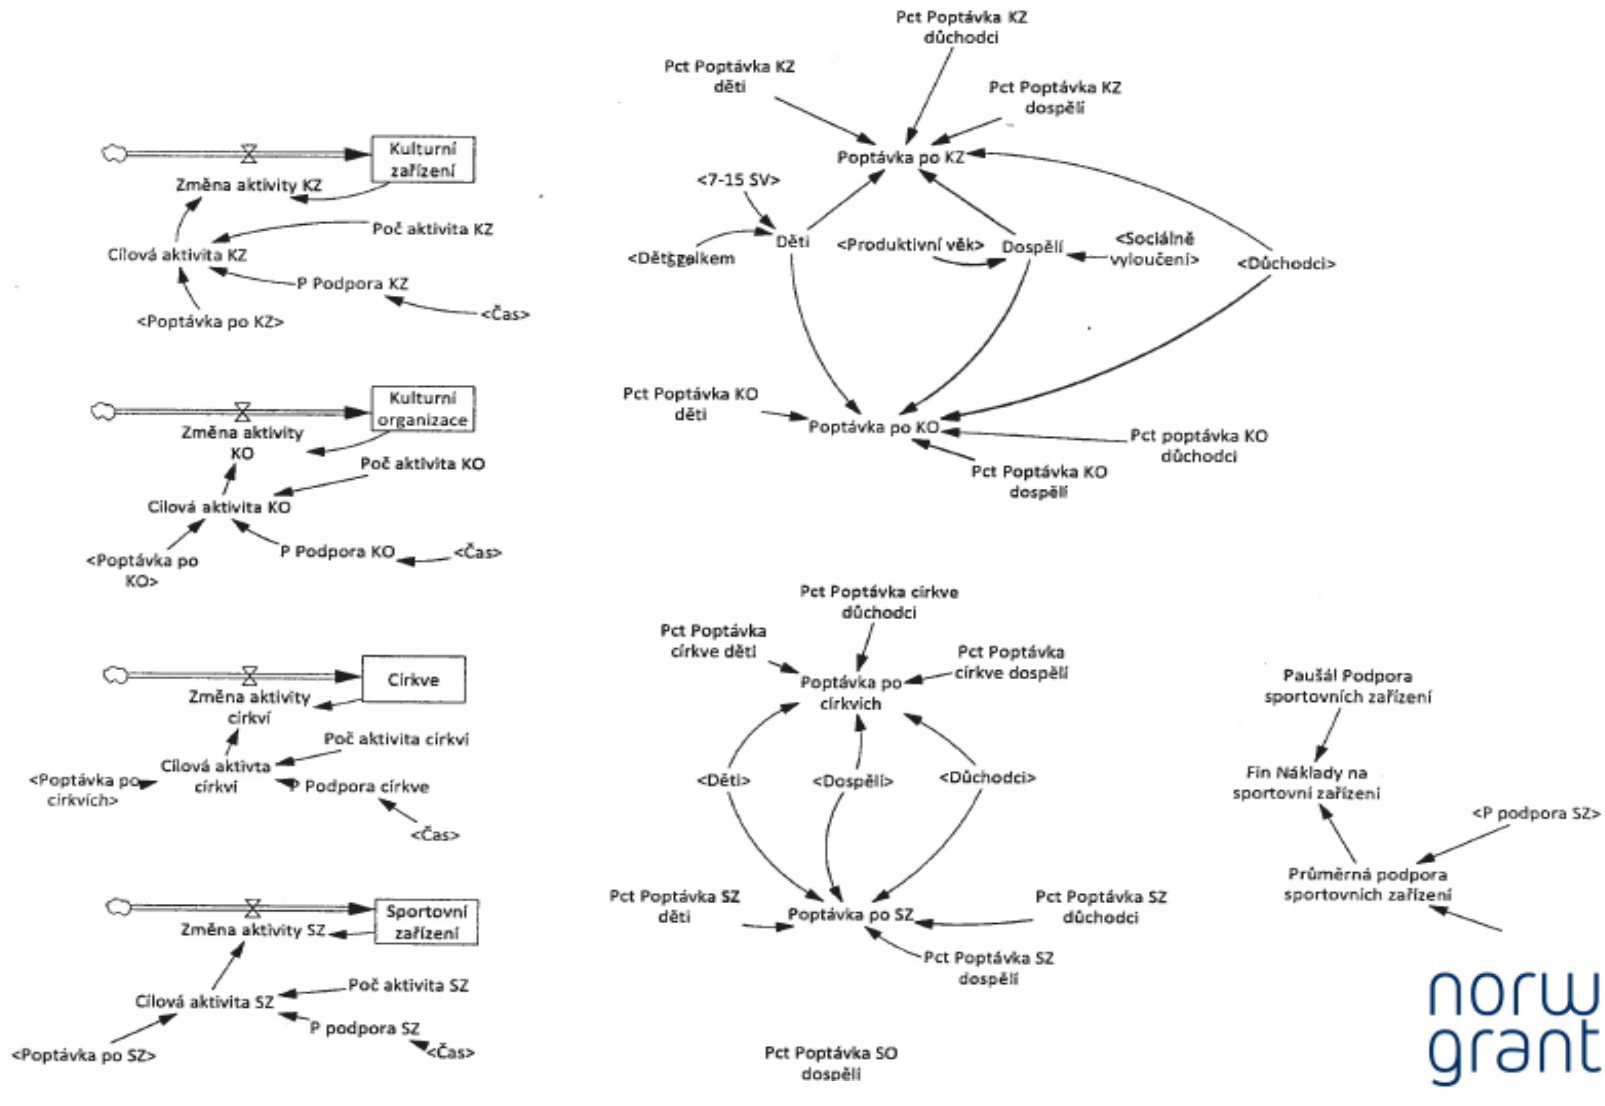 Pct Poptávka KZ
důchodci
Pct Poptávka KZ
děti
Pct Poptávka KZ
dospělí
Poptávka po KZ
<7-15 SV>
Děti
<Děti celkem
<Produktivní věk>
Dospělí
<Sociálně
vyloučení>
<Důchodci>
Pct Poptávka KO
děti
Poptávka po KO
Pct poptávka KO
důchodci
Pct Poptávka KO
dospělí
Kulturní
zařízení
Změna aktivity KZ
Poč aktivita KZ
Cílová aktivita KZ
P Podpora KZ
<Čas>
<Poptávka po KZ>
Kulturní
organizace
Změna aktivity
KO
Poč aktivita KO
Cílová aktivita KO
P Podpora KO
<Čas>
<Poptávka po
KO>
Církve
Změna aktivity
církví
Poč aktivita církví
Cílová aktivta
církví
<Poptávka po
církvích>
P Podpora církve
<Čas>
Sportovní
zařízení
Změna aktivity SZ
Poč aktivita SZ
Cílová aktivita SZ
P podpora SZ
<Čas>
<Poptávka po SZ>
Pct Poptávka církve
důchodci
Pct Poptávka
církve děti
Pct Poptávka
církve dospělí
Poptávka po
církvích
<Děti>
<Dospělí>
<Důchodci>
Pct Poptávka SZ
děti
Poptávka po SZ
Pct Poptávka SZ
důchodci
Pct Poptávka SZ
dospělí
Pct Poptávka SO
dospělí
Paušál Podpora
sportovních zařízení
Fin Náklady na
sportovní zařízení
<P podpora SZ>
Průměrná podpora
sportovních zařízení
norw
grant